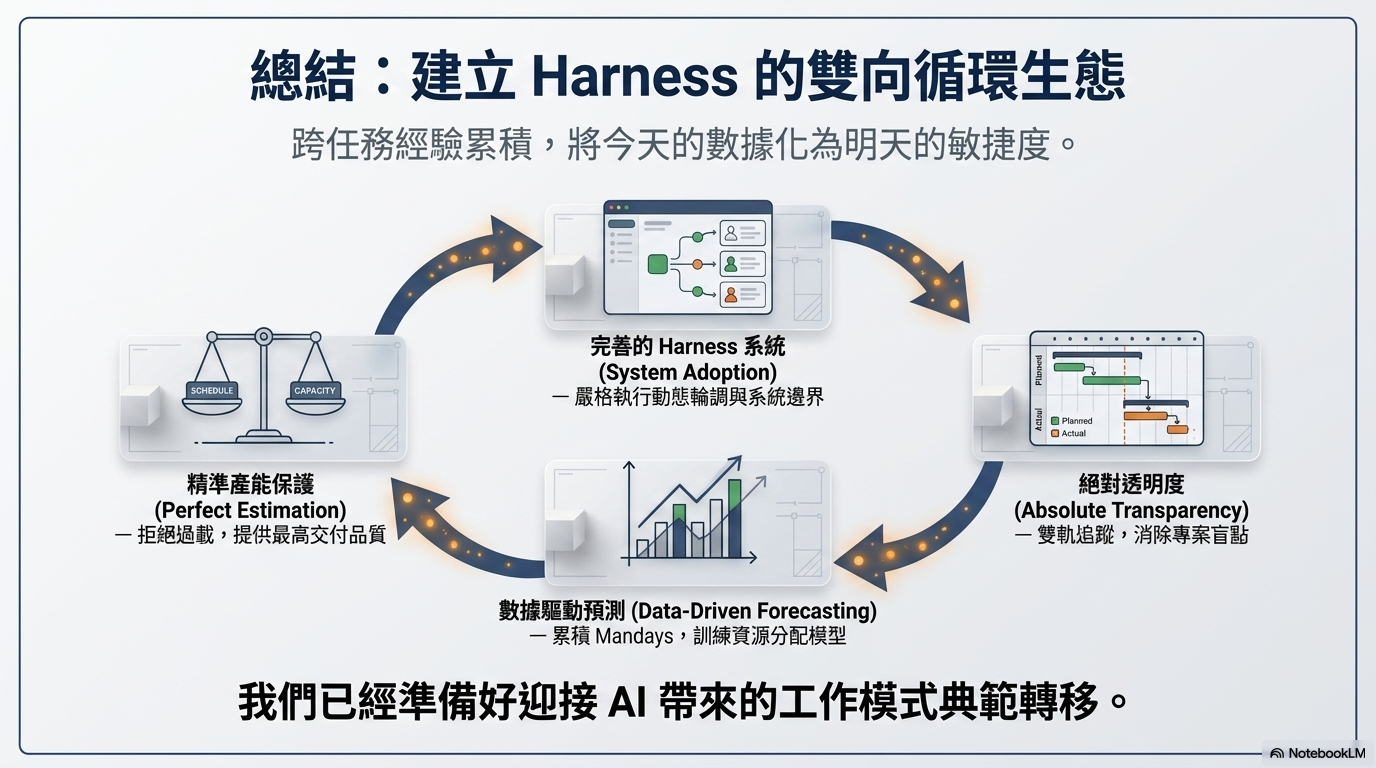 總結：建立 Harness 的雙向循環生態
跨任務經驗累積，將今天的數據化為明天的敏捷度。
完善的 Harness 系統
(System Adoption)
— 嚴格執行動態輪調與系統邊界
SCHEDULE
CAPACITY
精準產能保護
(Perfect Estimation)
— 拒絕過載，提供最高交付品質
Planned
Actual
Planred
Actual
絕對透明度
(Absolute Transparency)
— 雙軌追蹤，消除專案盲點
數據驅動預測 (Data-Driven Forecasting)
— 累積 Mandays，訓練資源分配模型
我們已經準備好迎接 AI 帶來的工作模式典範轉移。
NotebookLM